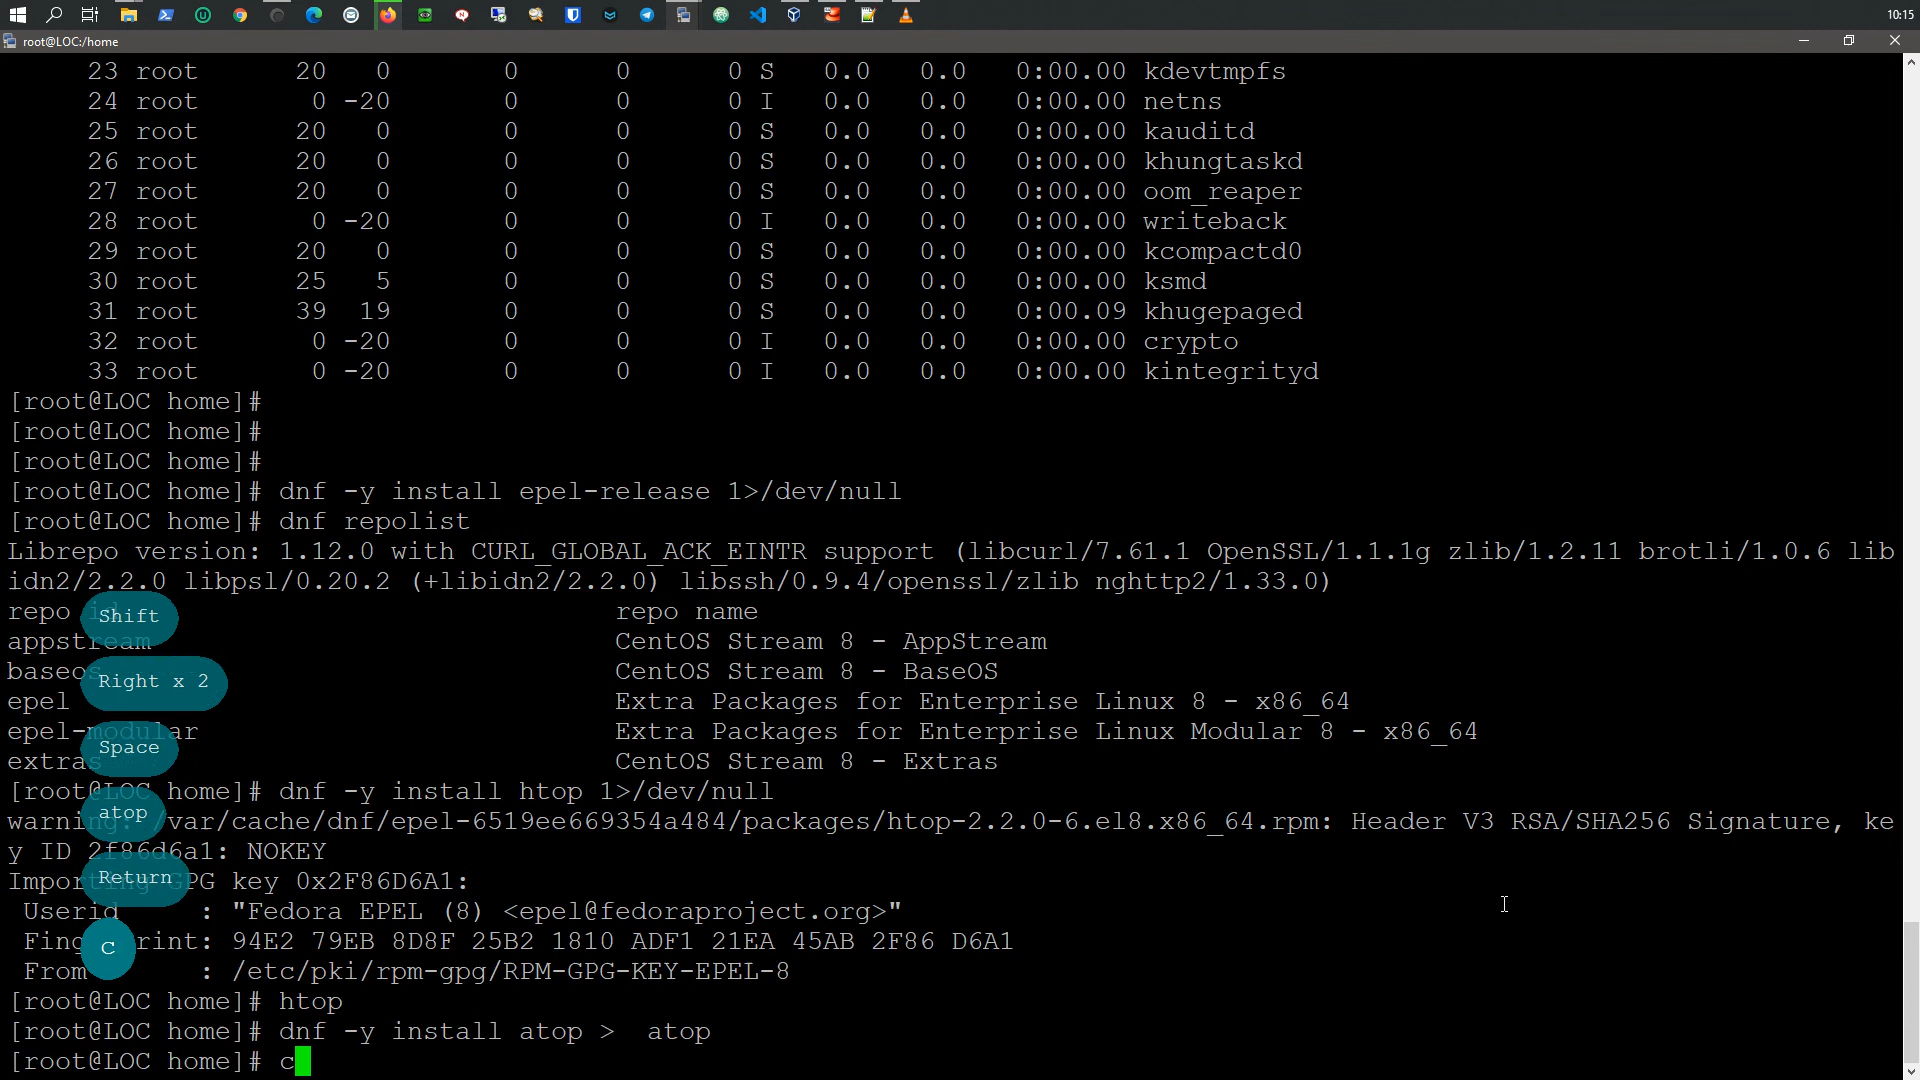 10:15
root@LOC:/home
23 root 20 0 0 0 0 S 0.0 0.0 0:00.00 kdevtmpfs
24 root 0 -20 0 0 0 I 0.0 0.0 0:00.00 netns
25 root 20 0 0 0 0 S 0.0 0.0 0:00.00 kauditd
26 root 20 0 0 0 0 S 0.0 0.0 0:00.00 khungtaskd
27 root 20 0 0 0 0 S 0.0 0.0 0:00.00 oom_reaper
28 root 0 -20 0 0 0 I 0.0 0.0 0:00.00 writeback
29 root 20 0 0 0 0 S 0.0 0.0 0:00.00 kcompactd0
30 root 25 5 0 0 0 S 0.0 0.0 0:00.00 ksmd
31 root 39 19 0 0 0 S 0.0 0.0 0:00.09 khugepaged
32 root 0 -20 0 0 0 I 0.0 0.0 0:00.00 crypto
33 root 0 -20 0 0 0 I 0.0 0.0 0:00.00 kintegrityd
[root@LOC home]#
[root@LOC home]#
[root@LOC home]#
[root@LOC home]# dnf -y install epel-release 1>/dev/null
[root@LOC home]# dnf repolist
Librepo version: 1.12.0 with CURL_GLOBAL_ACK_EINTR support (libcurl/7.61.1 OpenSSL/1.1.1g zlib/1.2.11 brotli/1.0.6 lib
idn2/2.2.0 libpsl/0.20.2 (+libidn2/2.2.0) libssh/0.9.4/openssl/zlib nghttp2/1.33.0)
repo id repo name
Shift
appstream CentOS Stream 8 - AppStream
baseos CentOS Stream 8 - BaseOS
Right x 2
epel Extra Packages for Enterprise Linux 8 - x86_64
epel-modular Extra Packages for Enterprise Linux Modular 8 - x86_64
Space
extras CentOS Stream 8 - Extras
[root@LOC home]# dnf -y install htop 1>/dev/null
atop
warning: /var/cache/dnf/epel-6519ee669354a484/packages/htop-2.2.0-6.el8.x86_64.rpm: Header V3 RSA/SHA256 Signature, ke
y ID 2f86d6a1: NOKEY
Importing GPG key 0x2F86D6A1:
Return
Userid : "Fedora EPEL (8) <epel@fedoraproject.org>"
Fingerprint: 94E2 79EB 8D8F 25B2 1810 ADF1 21EA 45AB 2F86 D6A1
C
From : /etc/pki/rpm-gpg/RPM-GPG-KEY-EPEL-8
[root@LOC home]# htop
[root@LOC home]# dnf -y install atop > atop
[root@LOC home]# c